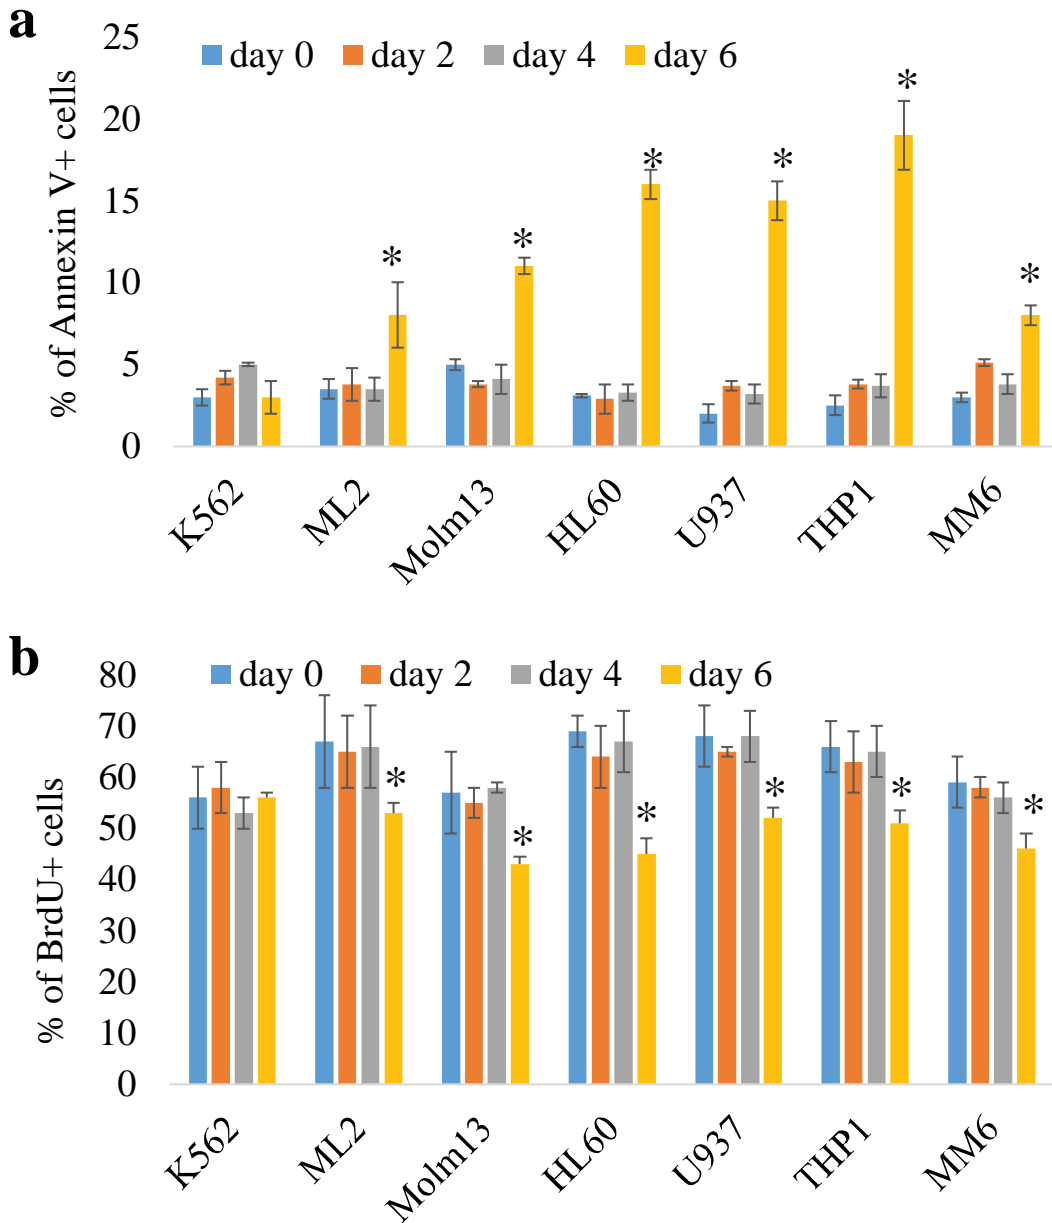 a
day 0 day 2 day 4 day 6
% of Annexin V+ cells
25
20
15
10
5
0
* * * * * *
K562 ML2 Molm13 HL60 U937 THP1 MM6
b
day 0 day 2 day 4 day 6
% of BrdU+ cells
80
70
60
50
40
30
20
10
0
* * * * * *
K562 ML2 Molm13 HL60 U937 THP1 MM6